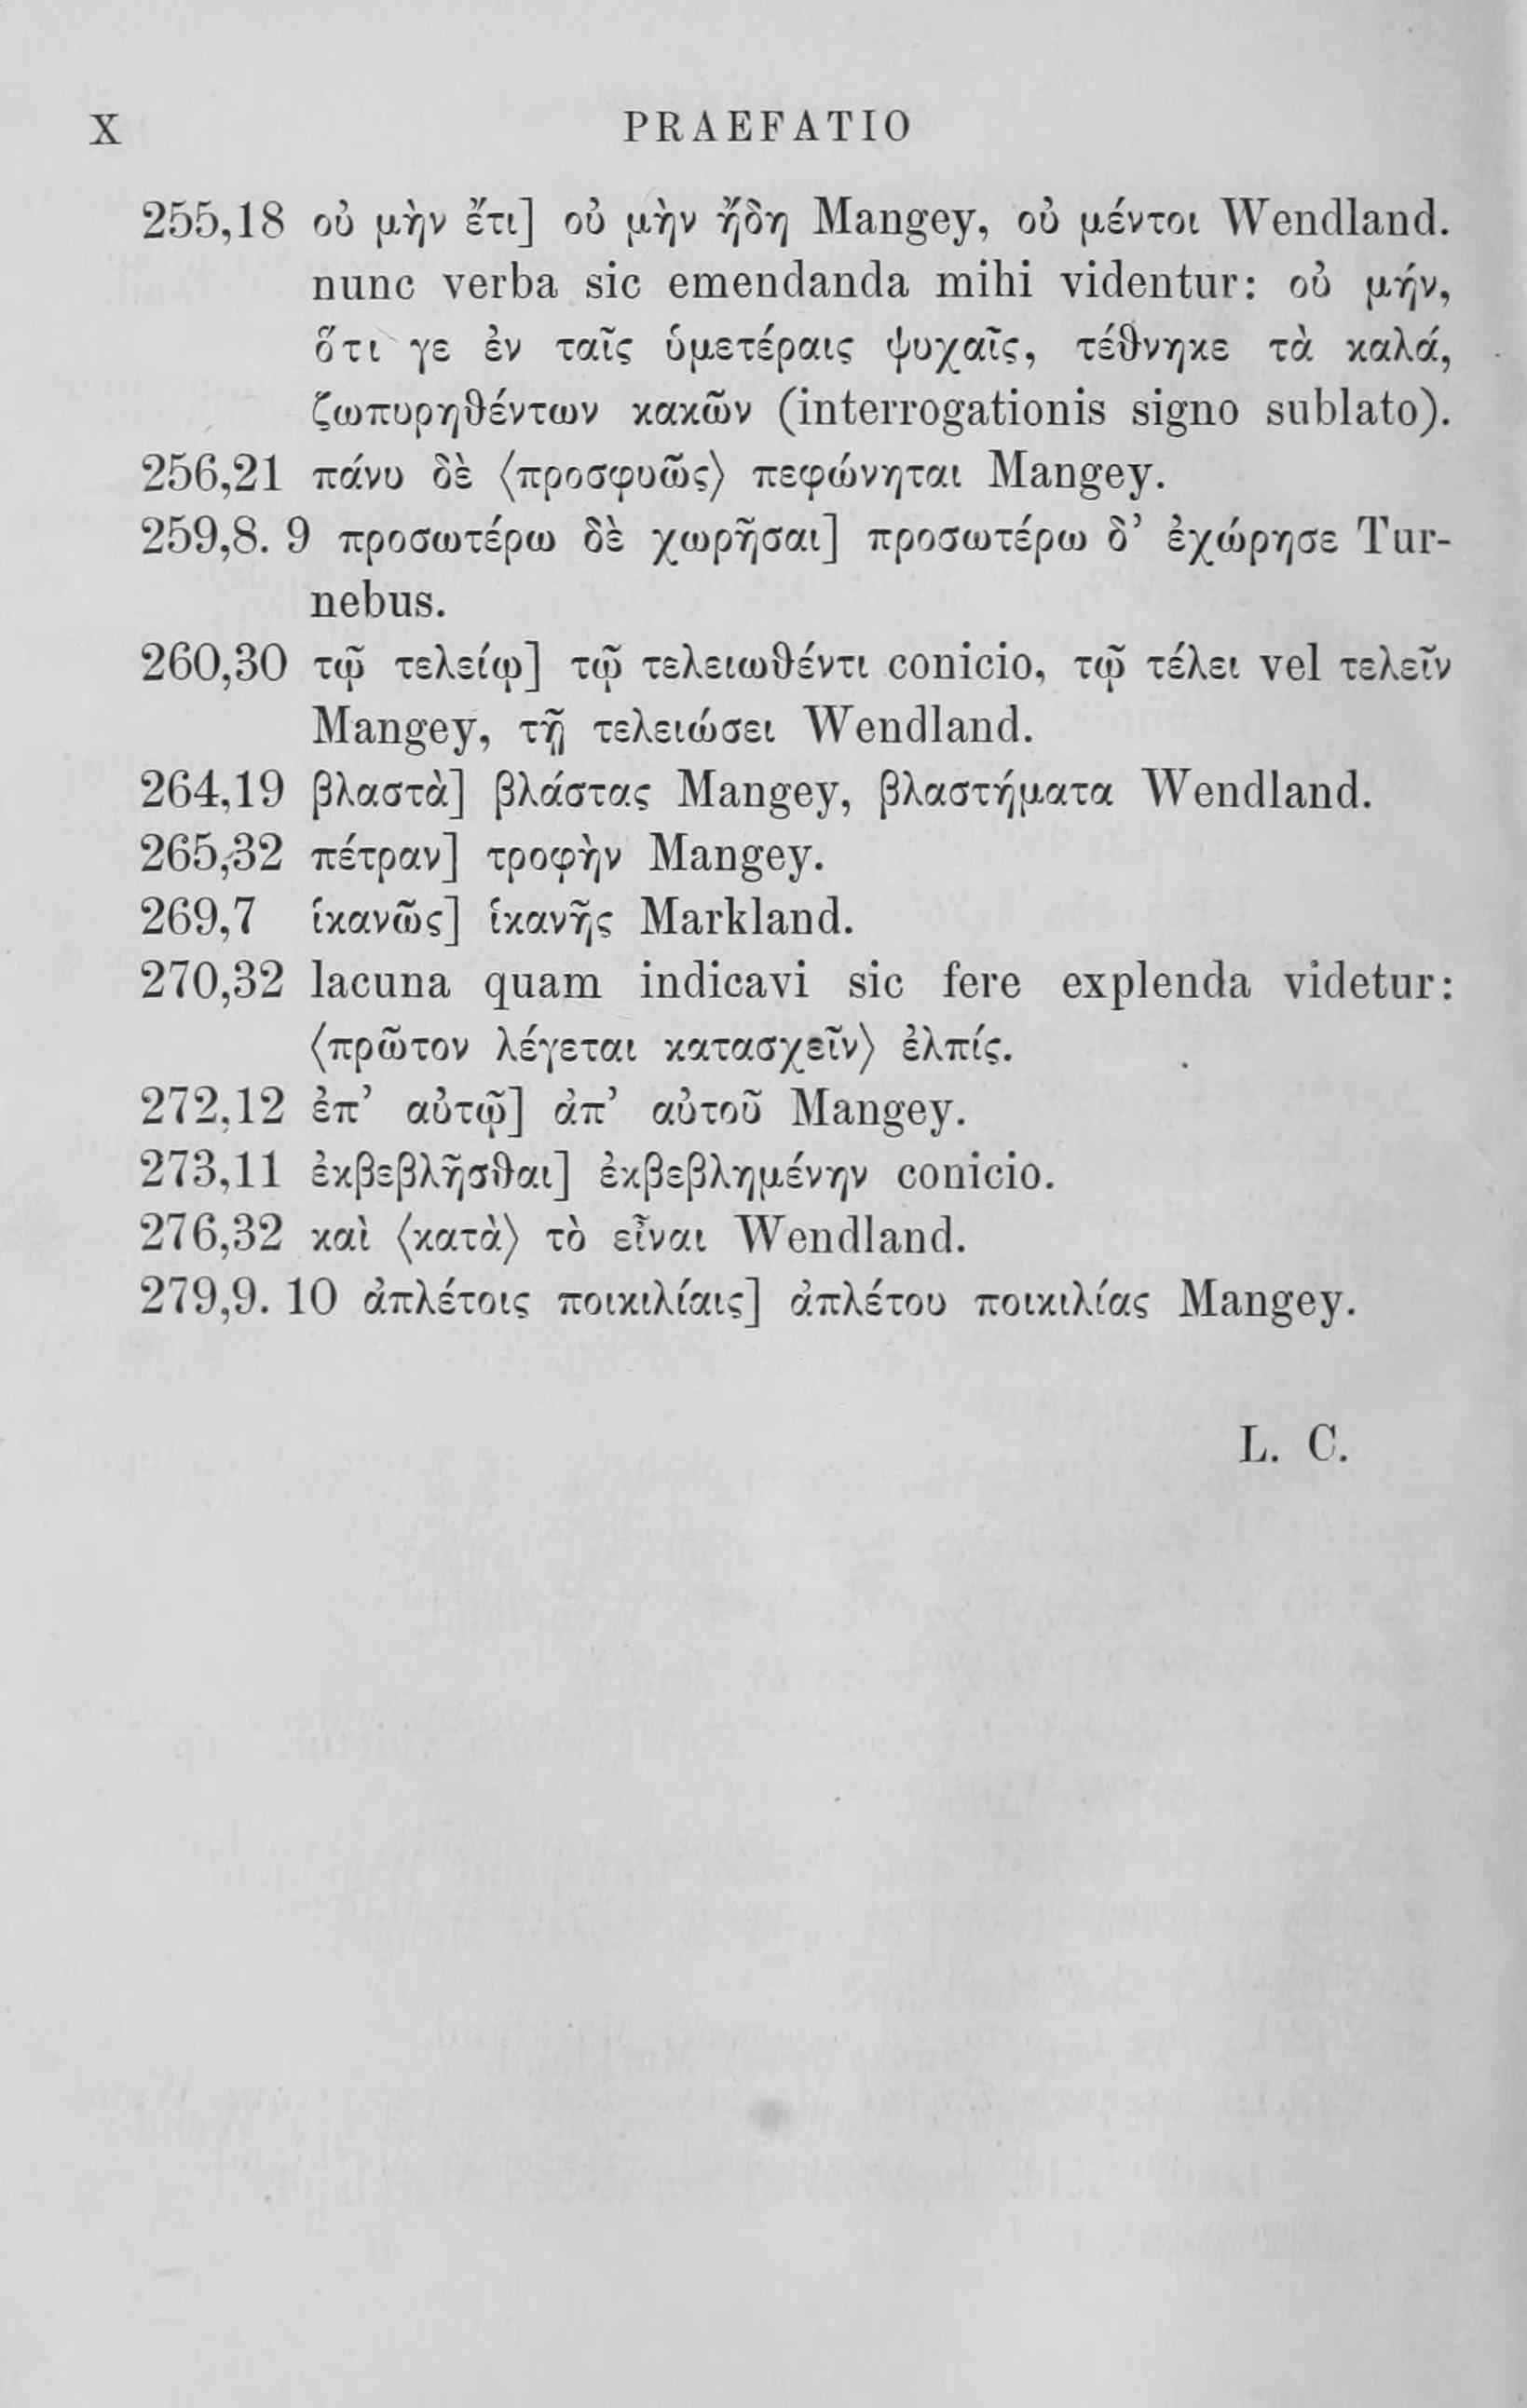 X PRAEFATIO
255,18 οὐ μὴν ἔτι] οὐ μὴν ἤδη Mangey, οὐ μέντοι Wendland.
nunc verba sic emendanda mihi videntur: οὐ μήν,
ὅτι γε ἐν ταῖς ὑμετέραις ψυχαῖς, τέθνηκε τὰ καλά,
ζωπυρηθέντων κακῶν (interrogationis signo sublato).
256,21 πάνυ δὲ ⟨προσφυῶς⟩ πεφώνηται Mangey.
259,8. 9 προσωτέρω δὲ χωρῆσαι] προσωτέρω δ’ ἐχώρησε Tur-
nebus.
260,30 τῷ τελείῳ] τῷ τελειωθέντι conicio, τῷ τέλει vel τελεῖν
Mangey, τῇ τελειώσει Wendland.
264,19 βλαστὰ] βλάστας Mangey, βλαστήματα Wendland.
265,32 πέτραν] τροφὴν Mangey.
269,7 ἱκανῶς] ἱκανῆς Markland.
270,32 lacuna quam indicavi sic fere explenda videtur:
⟨πρῶτον λέγεται κατασχεῖν⟩ ἐλπίς.
272,12 ἐπ’ αὐτῷ] ἀπ’ αὐτοῦ Mangey.
273,11 ἐκβεβλῆσθαι] ἐκβεβλημένην conicio.
276,32 καὶ ⟨κατὰ⟩ τὸ εἶναι Wendland.
279,9. 10 ἀπλέτοις ποικιλίαις] ἀπλέτου ποικιλίας Mangey.
L. C.